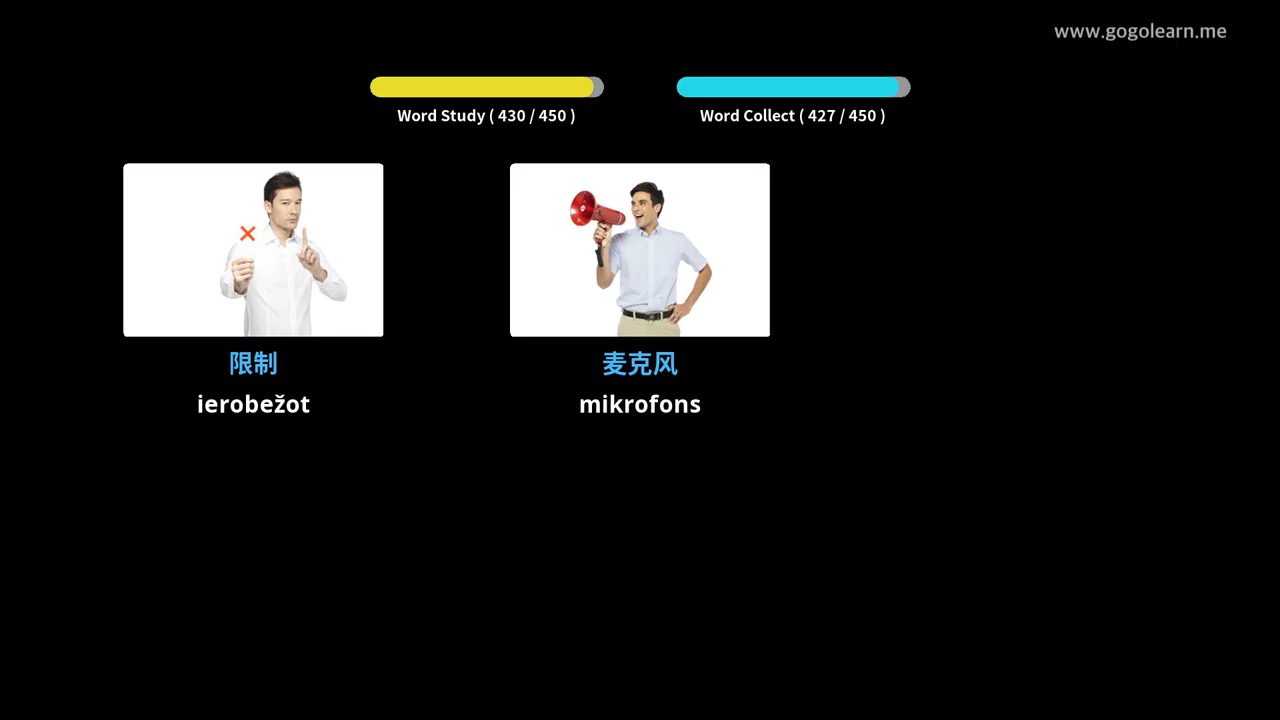 www.gogolearn.me
Word Study ( 430 / 450 )
Word Collect ( 427 / 450 )
限制
麦克风
ierobežot
mikrofons